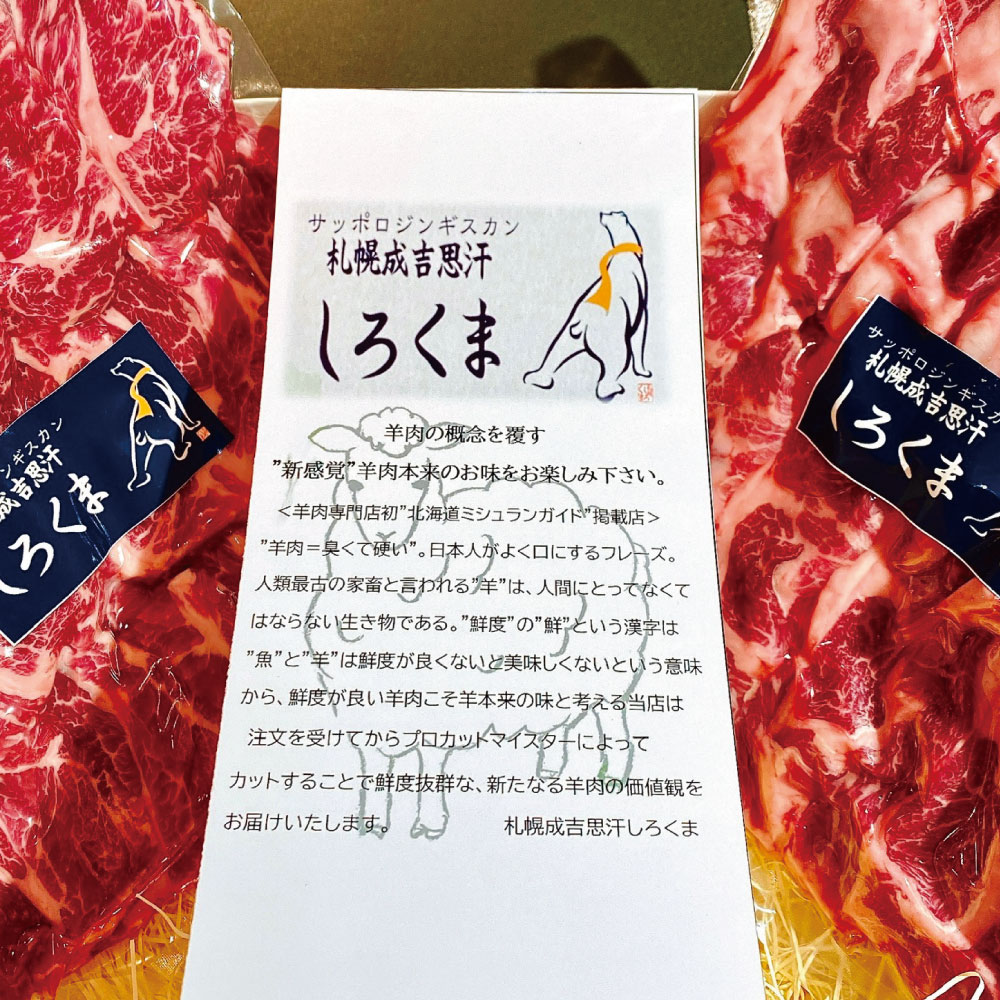 サッポロジンギスカン
札幌成吉思汗
しろくま
羊肉の概念を覆す
”新感覚”羊肉本来のお味をお楽しみ下さい。
＜羊肉専門店初”北海道ミシュランガイド”掲載店＞
”羊肉＝臭くて硬い”。日本人がよく口にするフレーズ。
人類最古の家畜と言われる”羊”は、人間にとってなくて
はならない生き物である。”鮮度”の”鮮”という漢字は
”魚”と”羊”は鮮度が良くないと美味しくないという意味
から、鮮度が良い羊肉こそ羊本来の味と考える当店は
注文を受けてからプロカットマイスターによって
カットすることで鮮度抜群な、新たなる羊肉の価値観を
お届けいたします。 札幌成吉思汗しろくま
ンギスカン
成吉思汗
しろくま
サッポロジンギスカン
札幌成吉思汗
しろくま